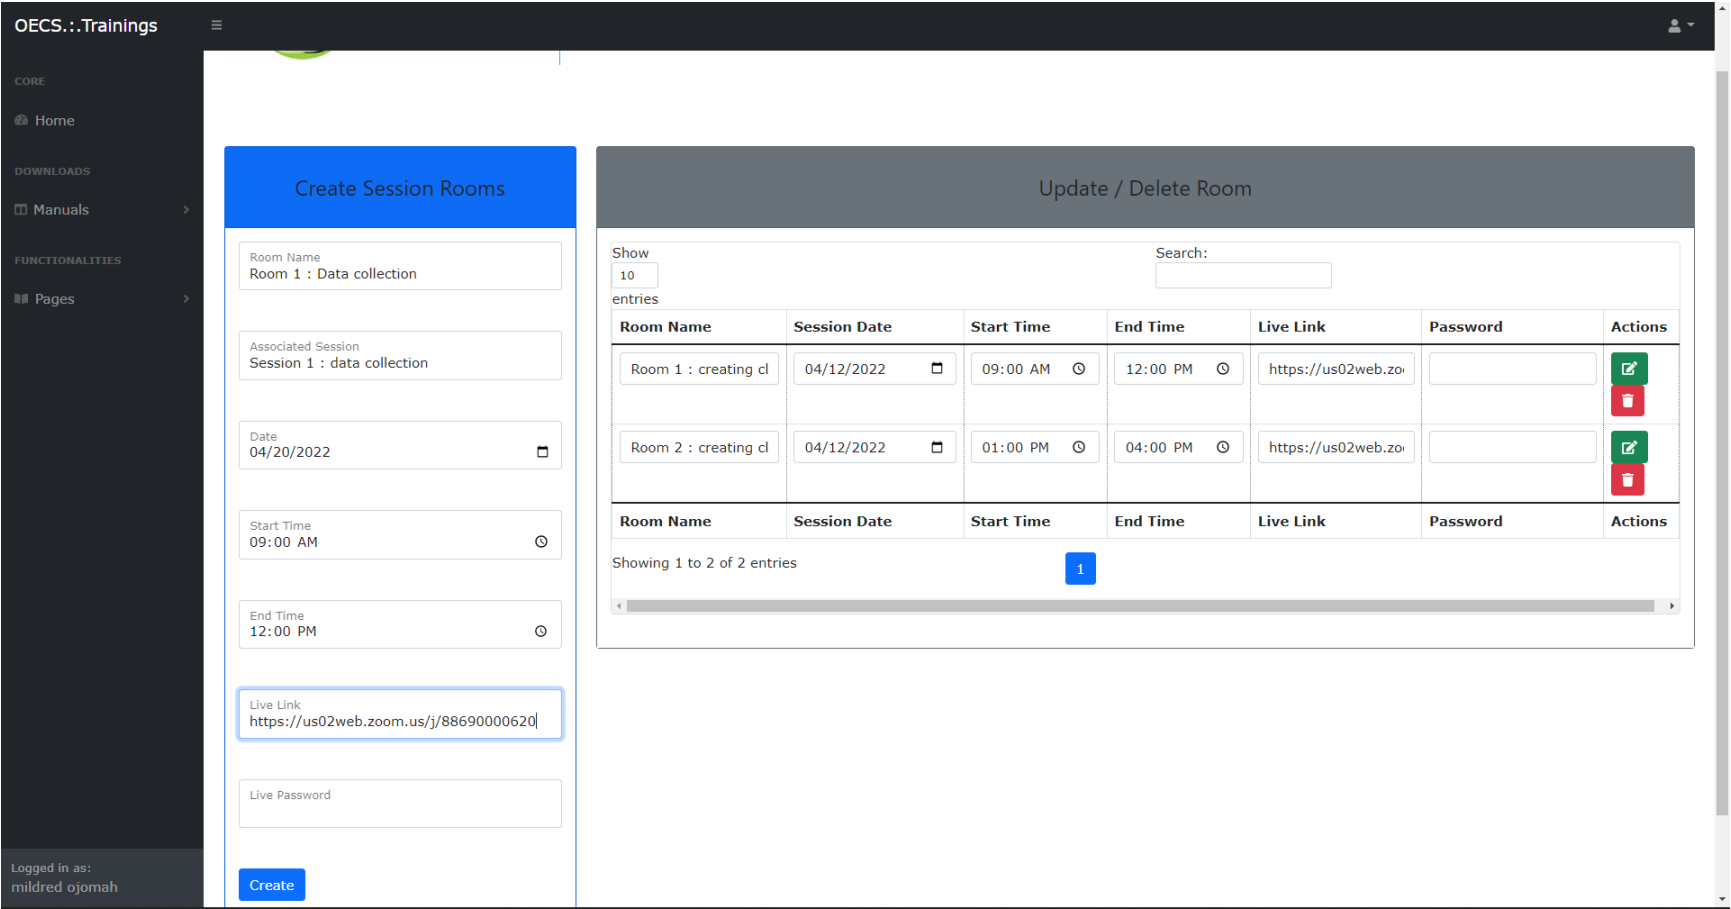 OECS.:.Trainings
CORE
Home
DOWNLOADS
Manuals
FUNCTIONALITIES
Pages
Logged in as:
mildred ojomah
Create Session Rooms
Room Name
Room 1 : Data collection
Associated Session
Session 1 : data collection
Date
04/20/2022
Start Time
09:00 AM
End Time
12:00 PM
Live Link
https://us02web.zoom.us/j/88690000620
Live Password
Create
Update / Delete Room
Show
10
entries
Search:
Room Name Session Date Start Time End Time Live Link Password Actions
Room 1 : creating cl 04/12/2022 09:00 AM 12:00 PM https://us02web.zo
Room 2 : creating cl 04/12/2022 01:00 PM 04:00 PM https://us02web.zo
Room Name Session Date Start Time End Time Live Link Password Actions
Showing 1 to 2 of 2 entries 1